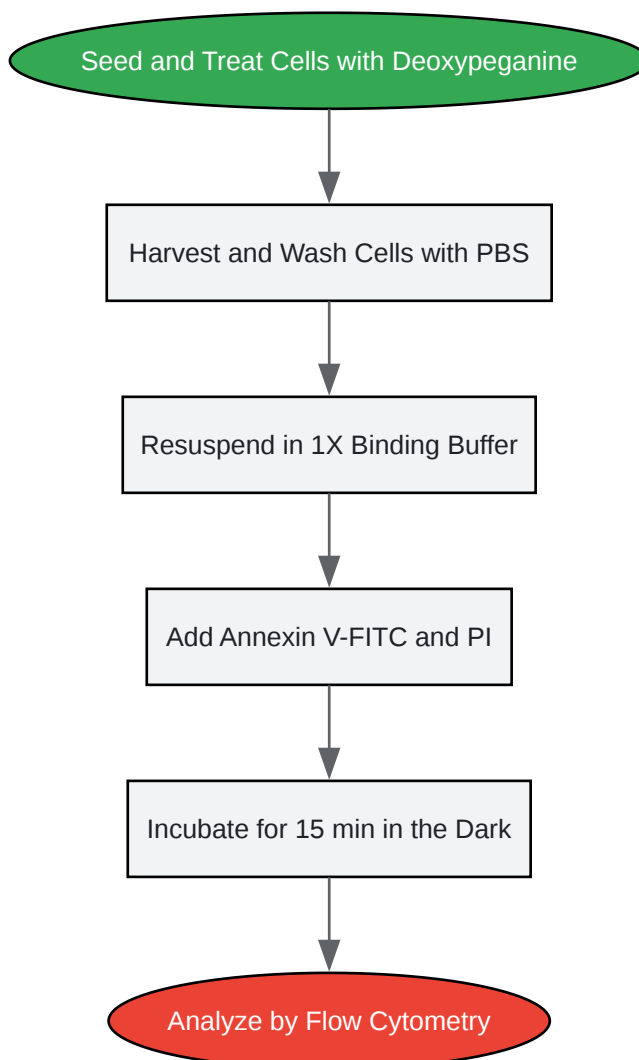 Seed and Treat Cells with Deoxypeganine
Harvest and Wash Cells with PBS
Resuspend in 1X Binding Buffer
Add Annexin V-FITC and PI
Incubate for 15 min in the Dark
Analyze by Flow Cytometry